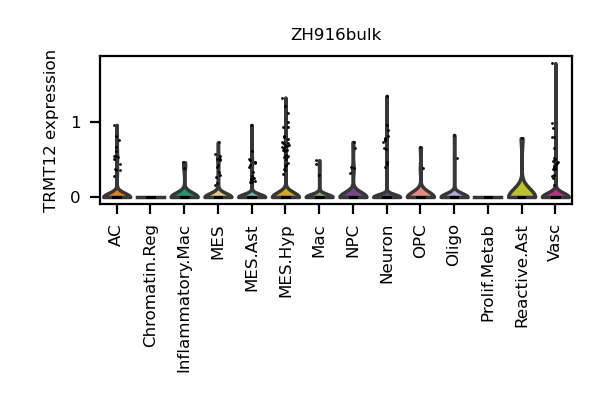 ZH916bulk
TRMT12 expression
1
0
AC
Chromatin.Reg
Inflammatory.Mac
MES
MES.Ast
MES.Hyp
Mac
NPC
Neuron
OPC
Oligo
Prolif.Metab
Reactive.Ast
Vasc